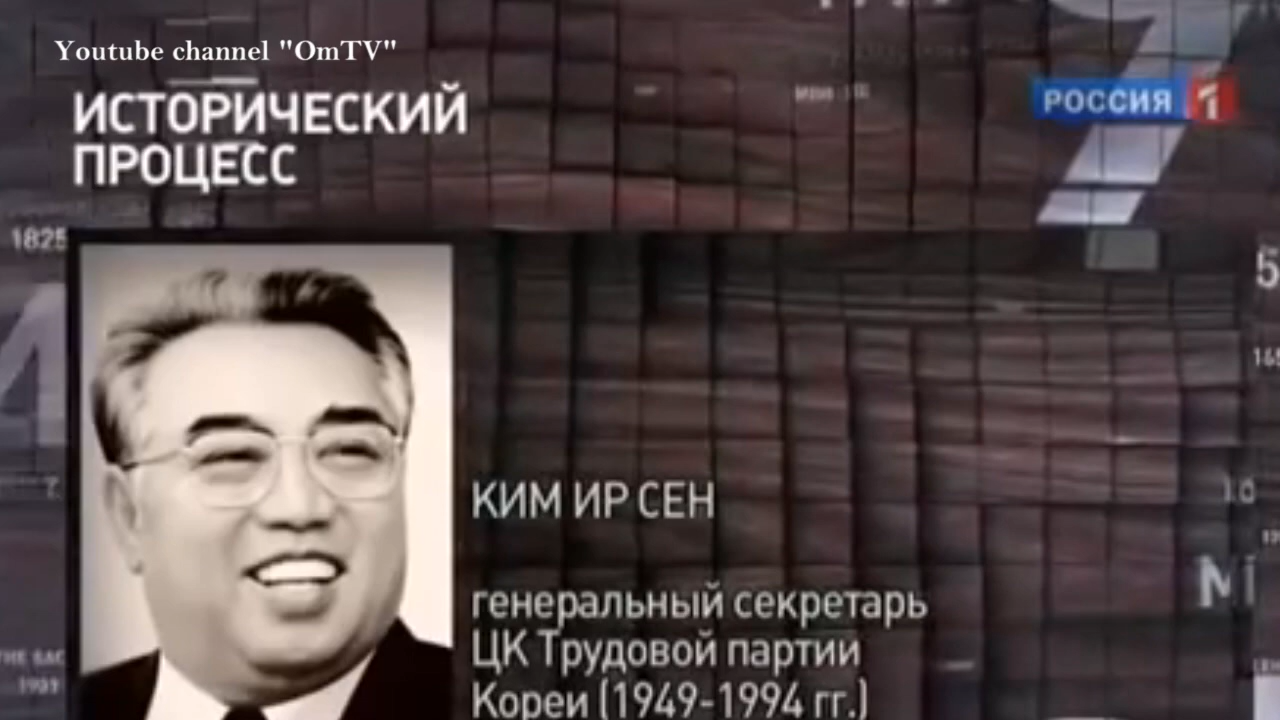 Youtube channel "OmTV"
ИСТОРИЧЕСКИЙ
ПРОЦЕСС
РОССИЯ 1
1825
КИМ ИР СЕН
генеральный секретарь
ЦК Трудовой партии
Кореи (1949-1994 гг.)